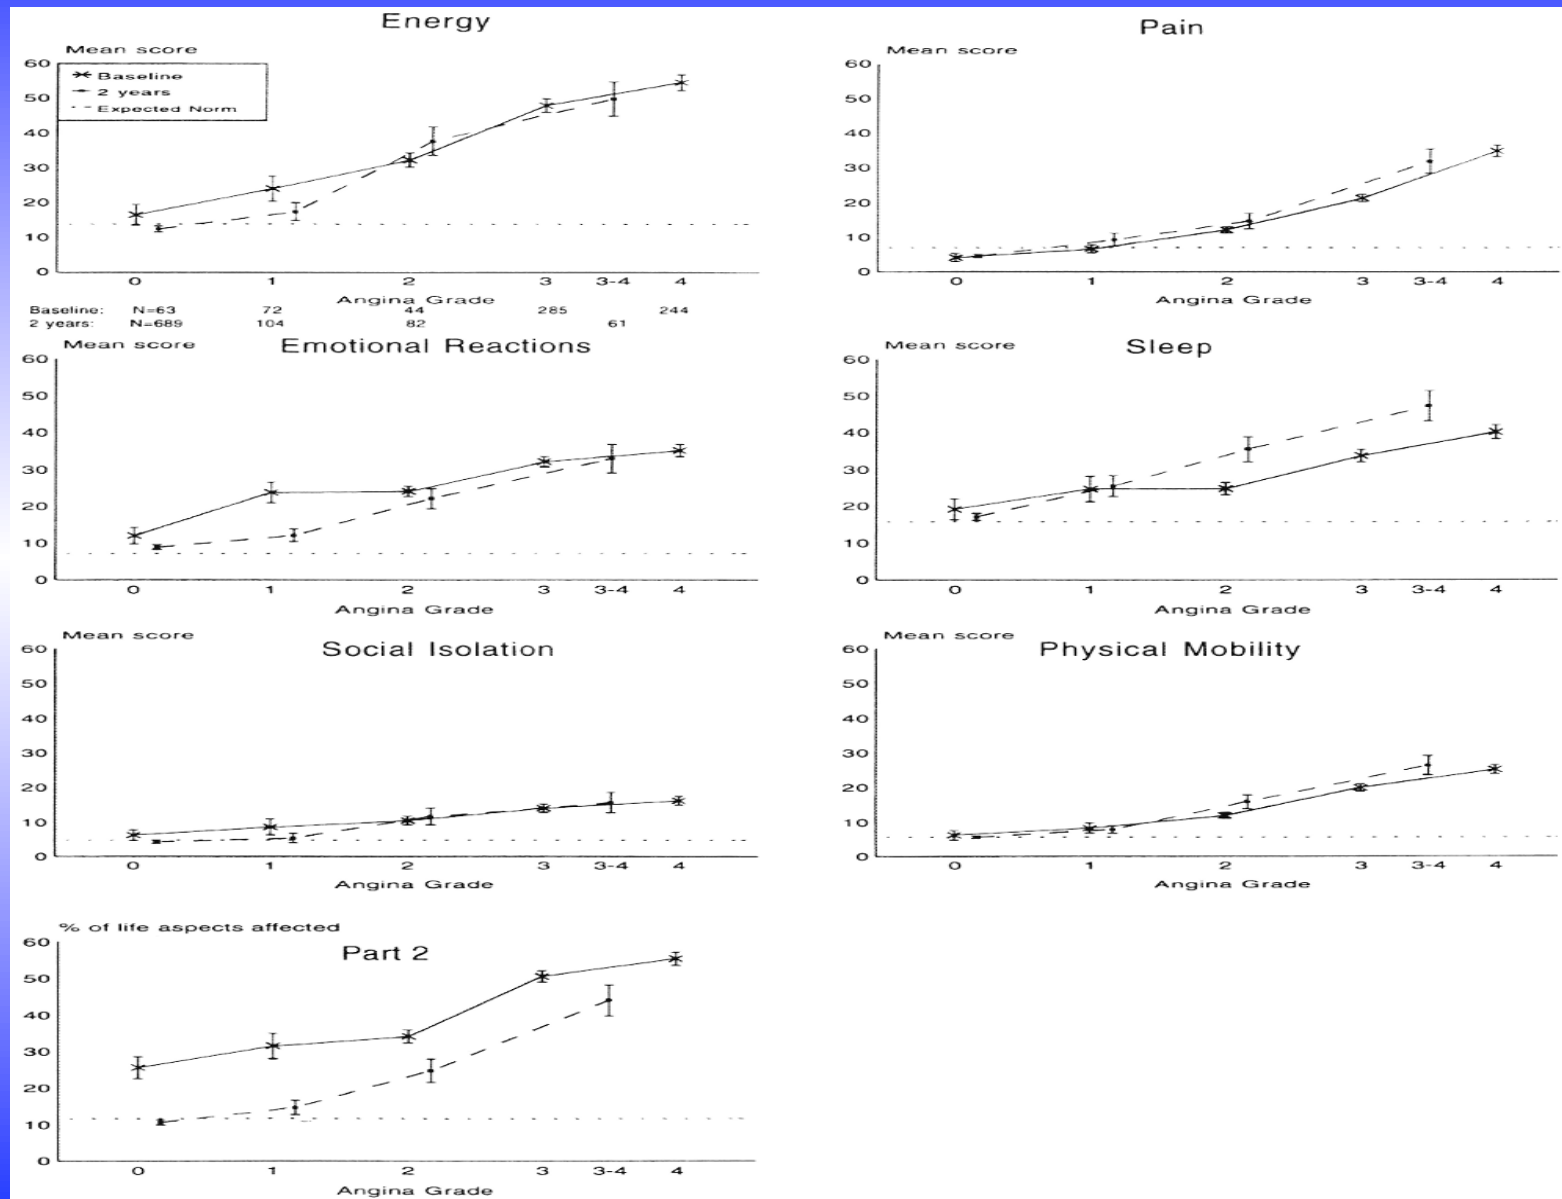 Energy
Mean score
60
50
40
30
20
10
0
Baseline
2 years
Expected Norm
0 1 2 3 3-4 4
Angina Grade
Baseline: N=63 72 44 285 244
2 years: N=689 104 82 61
Pain
Mean score
60
50
40
30
20
10
0
0 1 2 3 3-4 4
Angina Grade
Emotional Reactions
Mean score
60
50
40
30
20
10
0
0 1 2 3 3-4 4
Angina Grade
Sleep
Mean score
60
50
40
30
20
10
0
0 1 2 3 3-4 4
Angina Grade
Social Isolation
Mean score
60
50
40
30
20
10
0
0 1 2 3 3-4 4
Angina Grade
Physical Mobility
Mean score
60
50
40
30
20
10
0
0 1 2 3 3-4 4
Angina Grade
% of life aspects affected
Part 2
60
50
40
30
20
10
0
0 1 2 3 3-4 4
Angina Grade